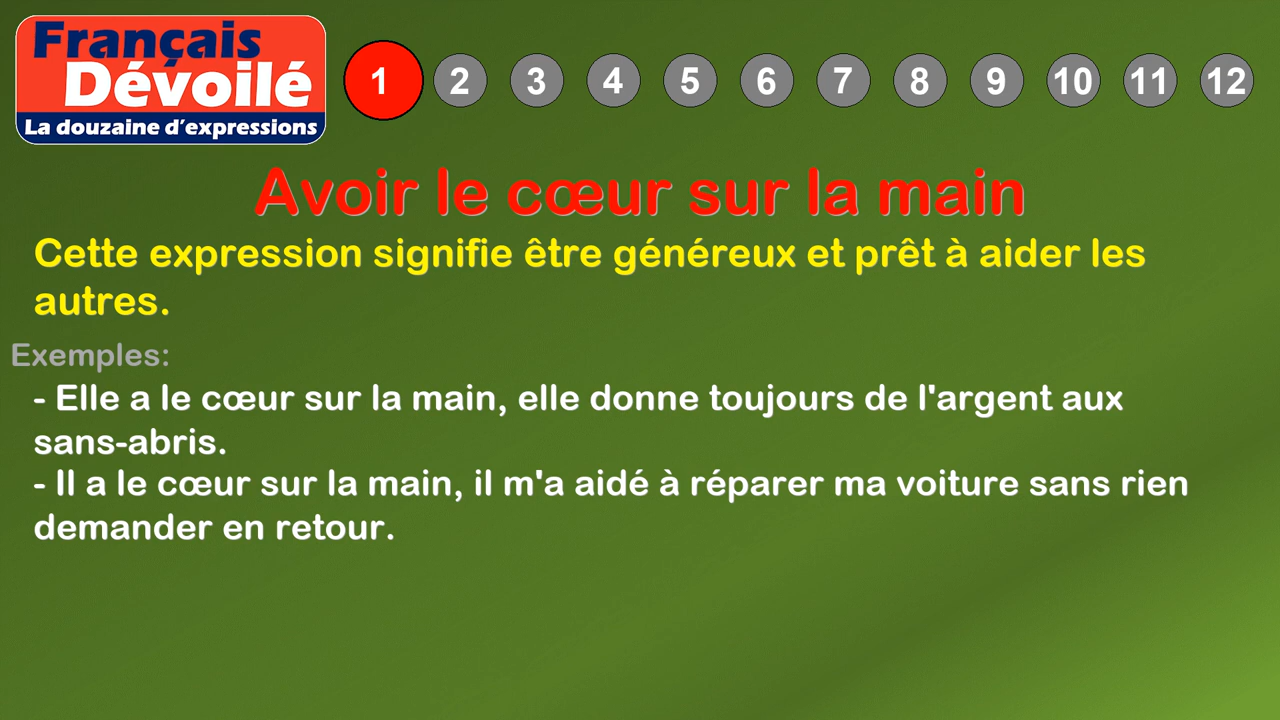 Français
Dévoilé
La douzaine d'expressions
1 2 3 4 5 6 7 8 9 10 11 12
Avoir le cœur sur la main
Cette expression signifie être généreux et prêt à aider les
autres.
Exemples:
- Elle a le cœur sur la main, elle donne toujours de l'argent aux
sans-abris.
- Il a le cœur sur la main, il m'a aidé à réparer ma voiture sans rien
demander en retour.